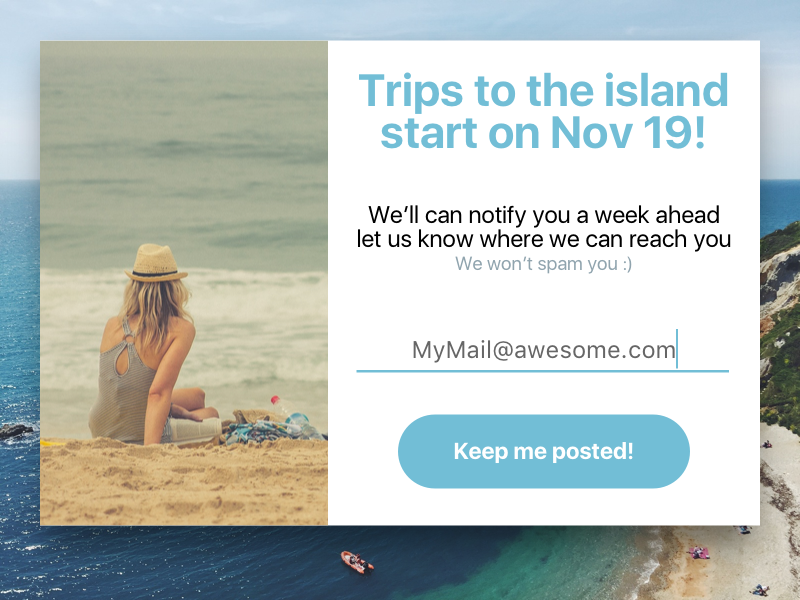 Trips to the island
start on Nov 19!
We’ll can notify you a week ahead
let us know where we can reach you
We won’t spam you :)
MyMail@awesome.com
Keep me posted!